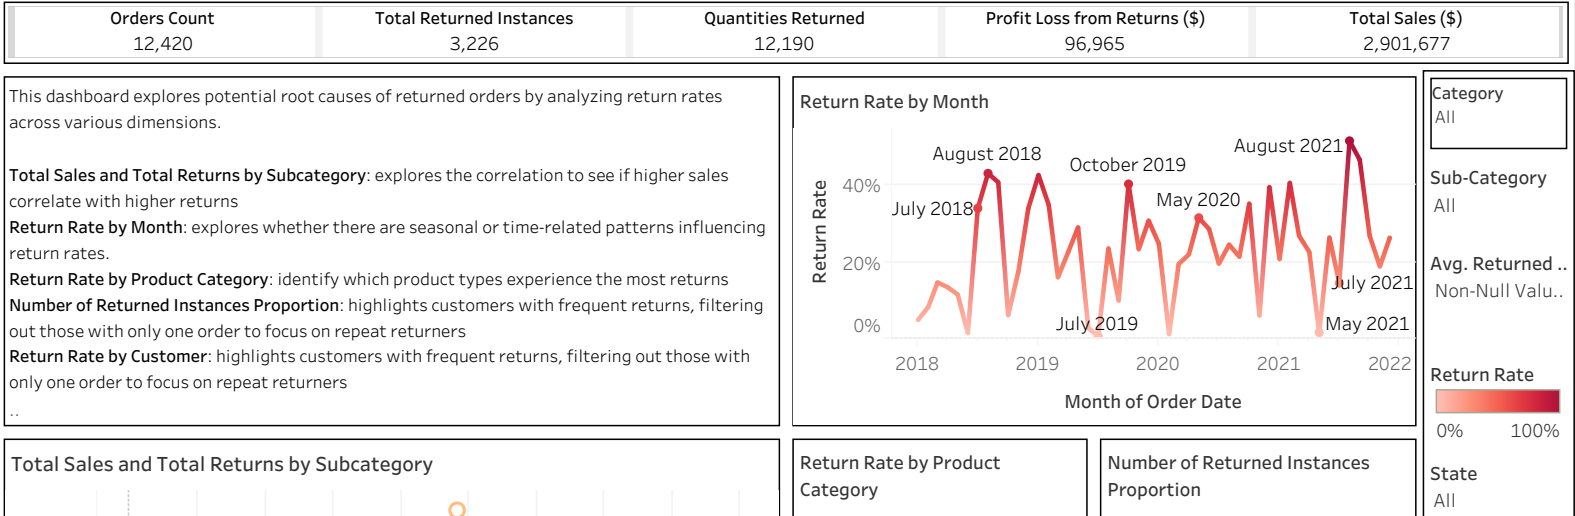 Orders Count
12,420
Total Returned Instances
3,226
Quantities Returned
12,190
Profit Loss from Returns ($)
96,965
Total Sales ($)
2,901,677
This dashboard explores potential root causes of returned orders by analyzing return rates
across various dimensions.
Total Sales and Total Returns by Subcategory: explores the correlation to see if higher sales
correlate with higher returns
Return Rate by Month: explores whether there are seasonal or time-related patterns influencing
return rates.
Return Rate by Product Category: identify which product types experience the most returns
Number of Returned Instances Proportion: highlights customers with frequent returns, filtering
out those with only one order to focus on repeat returners
Return Rate by Customer: highlights customers with frequent returns, filtering out those with
only one order to focus on repeat returners
..
Return Rate by Month
Return Rate
40%
20%
0%
July 2018
August 2018
July 2019
October 2019
May 2020
August 2021
July 2021
May 2021
2018
2019
2020
2021
2022
Month of Order Date
Category
All
Sub-Category
All
Avg. Returned ..
Non-Null Valu..
Return Rate
0%
100%
State
All
Total Sales and Total Returns by Subcategory
Return Rate by Product
Category
Number of Returned Instances
Proportion